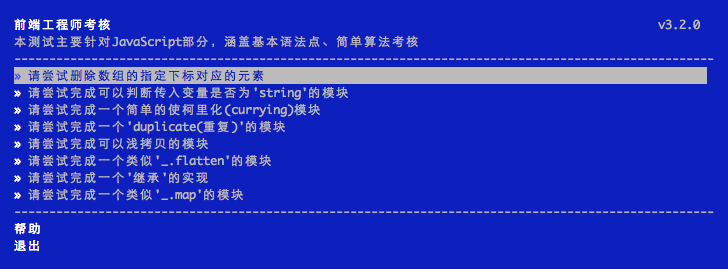 前端工程师考核 v3.2.0
本测试主要针对JavaScript部分，涵盖基本语法点、简单算法考核
» 请尝试删除数组的指定下标对应的元素
» 请尝试完成可以判断传入变量是否为'string'的模块
» 请尝试完成一个简单的使柯里化(currying)模块
» 请尝试完成一个'duplicate(重复)'的模块
» 请尝试完成可以浅拷贝的模块
» 请尝试完成一个类似'_.flatten'的模块
» 请尝试完成一个'继承'的实现
» 请尝试完成一个类似'_.map'的模块
帮助
退出